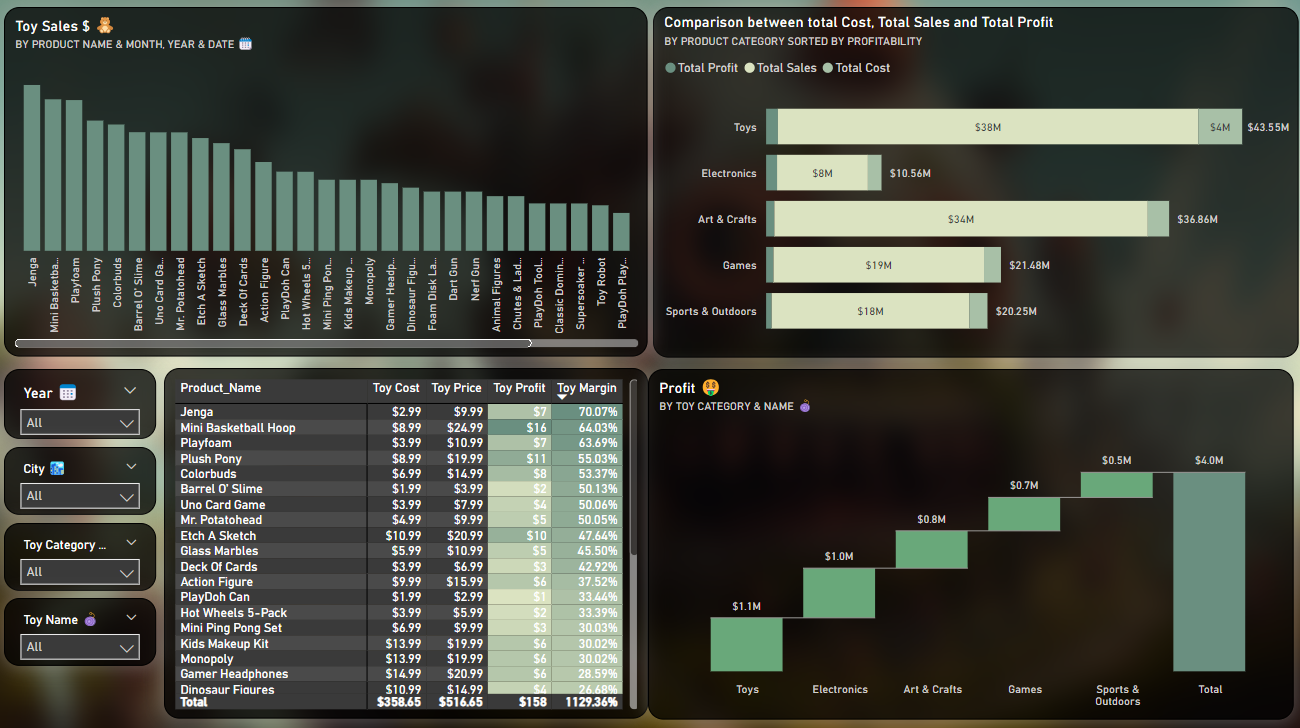 Toy Sales $
BY PRODUCT NAME & MONTH, YEAR & DATE
Jenga
Mini Basketba...
Playfoam
Plush Pony
Colorbuds
Barrel O' Slime
Uno Card Ga...
Mr. Potatohead
Etch A Sketch
Glass Marbles
Deck Of Cards
Action Figure
PlayDoh Can
Hot Wheels 5...
Mini Ping Pon...
Kids Makeup ...
Monopoly
Gamer Headp...
Dinosaur Figu...
Foam Disk La...
Dart Gun
Nerf Gun
Animal Figures
Chutes & Lad...
PlayDoh Tool...
Classic Domin...
Supersoaker ...
Toy Robot
PlayDoh Play...
Comparison between total Cost, Total Sales and Total Profit
BY PRODUCT CATEGORY SORTED BY PROFITABILITY
Total Profit Total Sales Total Cost
Toys $38M $4M $43.55M
Electronics $8M $10.56M
Art & Crafts $34M $36.86M
Games $19M $21.48M
Sports & Outdoors $18M $20.25M
Year
All
City
All
Toy Category ...
All
Toy Name
All
Product_Name Toy Cost Toy Price Toy Profit Toy Margin
Jenga $2.99 $9.99 $7 70.07%
Mini Basketball Hoop $8.99 $24.99 $16 64.03%
Playfoam $3.99 $10.99 $7 63.69%
Plush Pony $8.99 $19.99 $11 55.03%
Colorbuds $6.99 $14.99 $8 53.37%
Barrel O' Slime $1.99 $3.99 $2 50.13%
Uno Card Game $3.99 $7.99 $4 50.06%
Mr. Potatohead $4.99 $9.99 $5 50.05%
Etch A Sketch $10.99 $20.99 $10 47.64%
Glass Marbles $5.99 $10.99 $5 45.50%
Deck Of Cards $3.99 $6.99 $3 42.92%
Action Figure $9.99 $15.99 $6 37.52%
PlayDoh Can $1.99 $2.99 $1 33.44%
Hot Wheels 5-Pack $3.99 $5.99 $2 33.39%
Mini Ping Pong Set $6.99 $9.99 $3 30.03%
Kids Makeup Kit $13.99 $19.99 $6 30.02%
Monopoly $13.99 $19.99 $6 30.02%
Gamer Headphones $14.99 $20.99 $6 28.59%
Dinosaur Figures $10.99 $14.99 $4 26.68%
Total $358.65 $516.65 $158 1129.36%
Profit
BY TOY CATEGORY & NAME
$1.1M
$1.0M
$0.8M
$0.7M
$0.5M
$4.0M
Toys
Electronics
Art & Crafts
Games
Sports &
Outdoors
Total